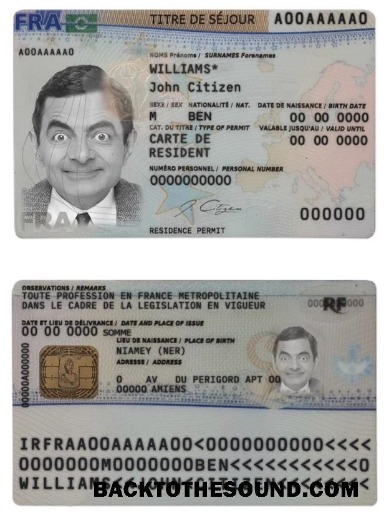 FRA TITRE DE SÉJOUR A00AAAAA0
A00AAAAA0
NOMS Prénoms / SURNAMES Forenames
WILLIAMS*
John Citizen
SEXE / SEX NATIONALITÉ / NAT. DATE DE NAISSANCE / BIRTH DATE
M BEN 00 00 0000
CAT. DU TITRE / TYPE OF PERMIT VALABLE JUSQU'AU / VALID UNTIL
CARTE DE 00 00 0000
RESIDENT
NUMÉRO PERSONNEL / PERSONAL NUMBER
0000000000
J. Citizen
000000
FRA
RESIDENCE PERMIT
OBSERVATIONS / REMARKS
TOUTE PROFESSION EN FRANCE METROPOLITAINE
DANS LE CADRE DE LA LEGISLATION EN VIGUEUR
RF
DATE ET LIEU DE DÉLIVRANCE / DATE AND PLACE OF ISSUE
00 00 0000 SOMME
LIEU DE NAISSANCE / PLACE OF BIRTH
NIAMEY (NER)
ADRESSE / ADDRESS
0 AV DU PERIGORD APT 00
00000 AMIENS
IRFRAA00AAAAA00<0000000000<<<<
0000000M0000000BEN<<<<<<<<<<<0
BACKTOTHESOUND.COM